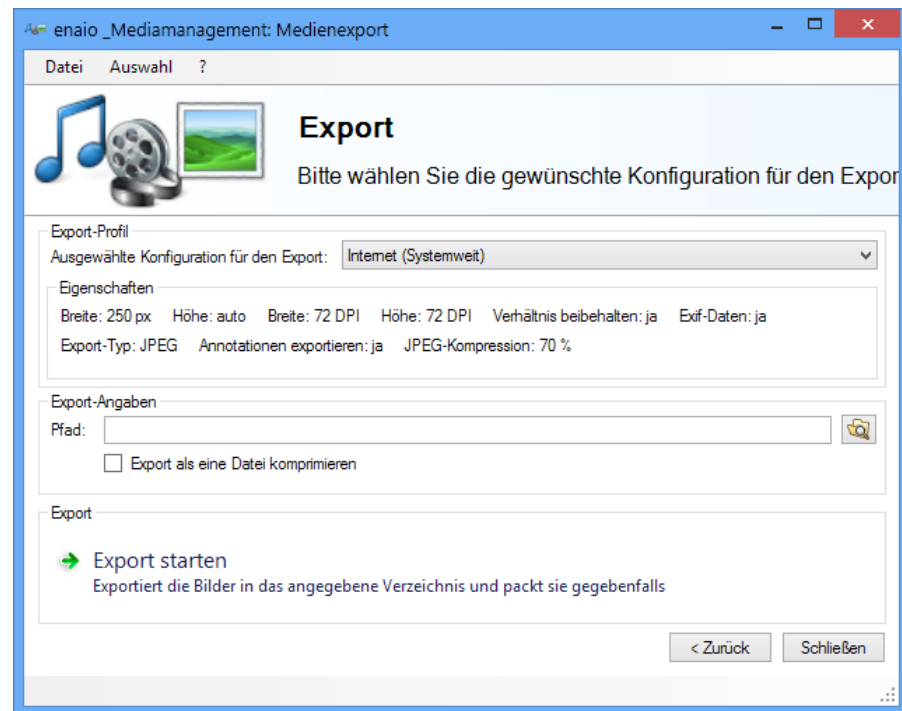 enaio _Mediamanagement: Medienexport
Datei Auswahl ?
Export
Bitte wählen Sie die gewünschte Konfiguration für den Expor
Export-Profil
Ausgewählte Konfiguration für den Export: Internet (Systemweit)
Eigenschaften
Breite: 250 px Höhe: auto Breite: 72 DPI Höhe: 72 DPI Verhältnis beibehalten: ja Exif-Daten: ja
Export-Typ: JPEG Annotationen exportieren: ja JPEG-Kompression: 70 %
Export-Angaben
Pfad:
Export als eine Datei komprimieren
Export
Export starten
Exportiert die Bilder in das angegebene Verzeichnis und packt sie gegebenfalls
< Zurück Schließen